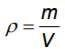 ρ = m/V